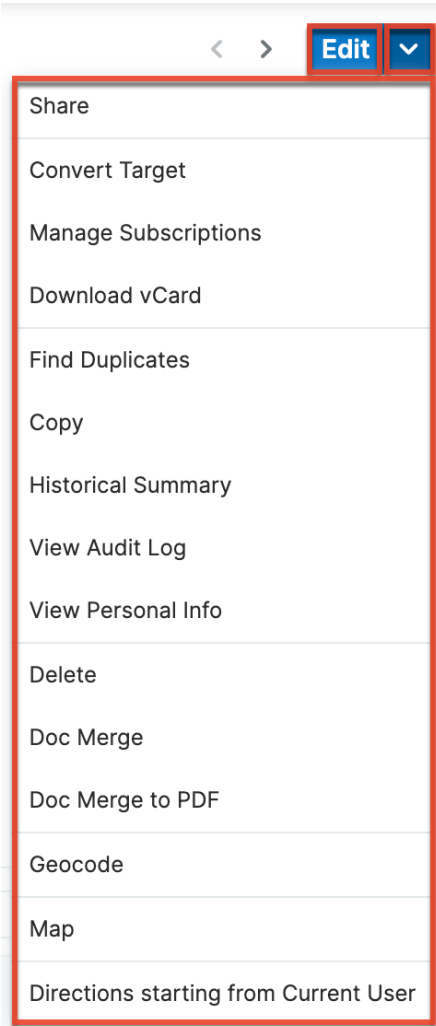 Edit
Share
Convert Target
Manage Subscriptions
Download vCard
Find Duplicates
Copy
Historical Summary
View Audit Log
View Personal Info
Delete
Doc Merge
Doc Merge to PDF
Geocode
Map
Directions starting from Current User